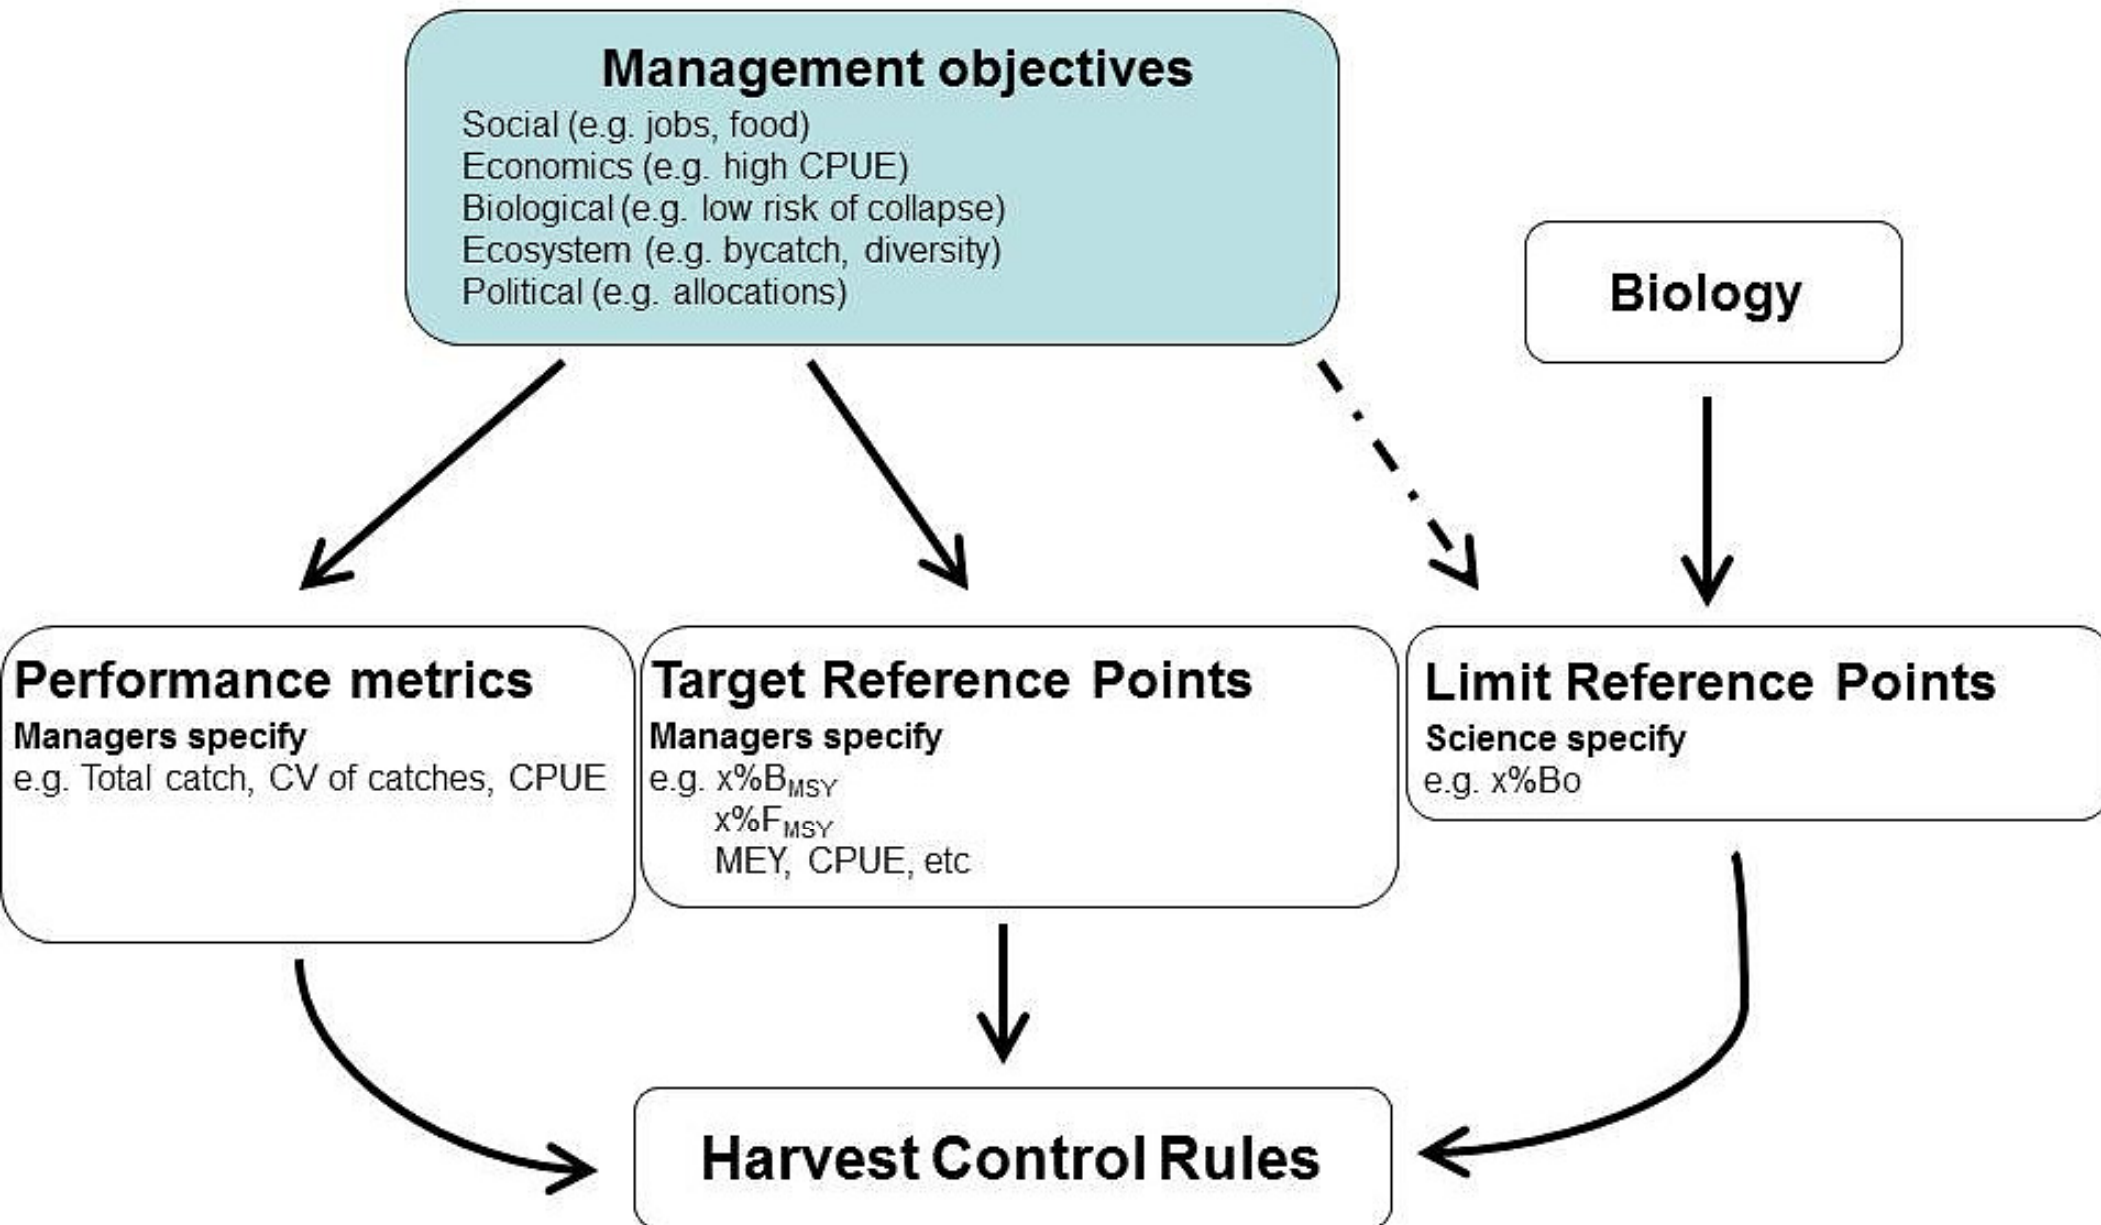 Management objectives
Social (e.g. jobs, food)
Economics (e.g. high CPUE)
Biological (e.g. low risk of collapse)
Ecosystem (e.g. bycatch, diversity)
Political (e.g. allocations)
Biology
Performance metrics
Managers specify
e.g. Total catch, CV of catches, CPUE
Target Reference Points
Managers specify
e.g. x%BMSY
x%FMSY
MEY, CPUE, etc
Limit Reference Points
Science specify
e.g. x%Bo
Harvest Control Rules